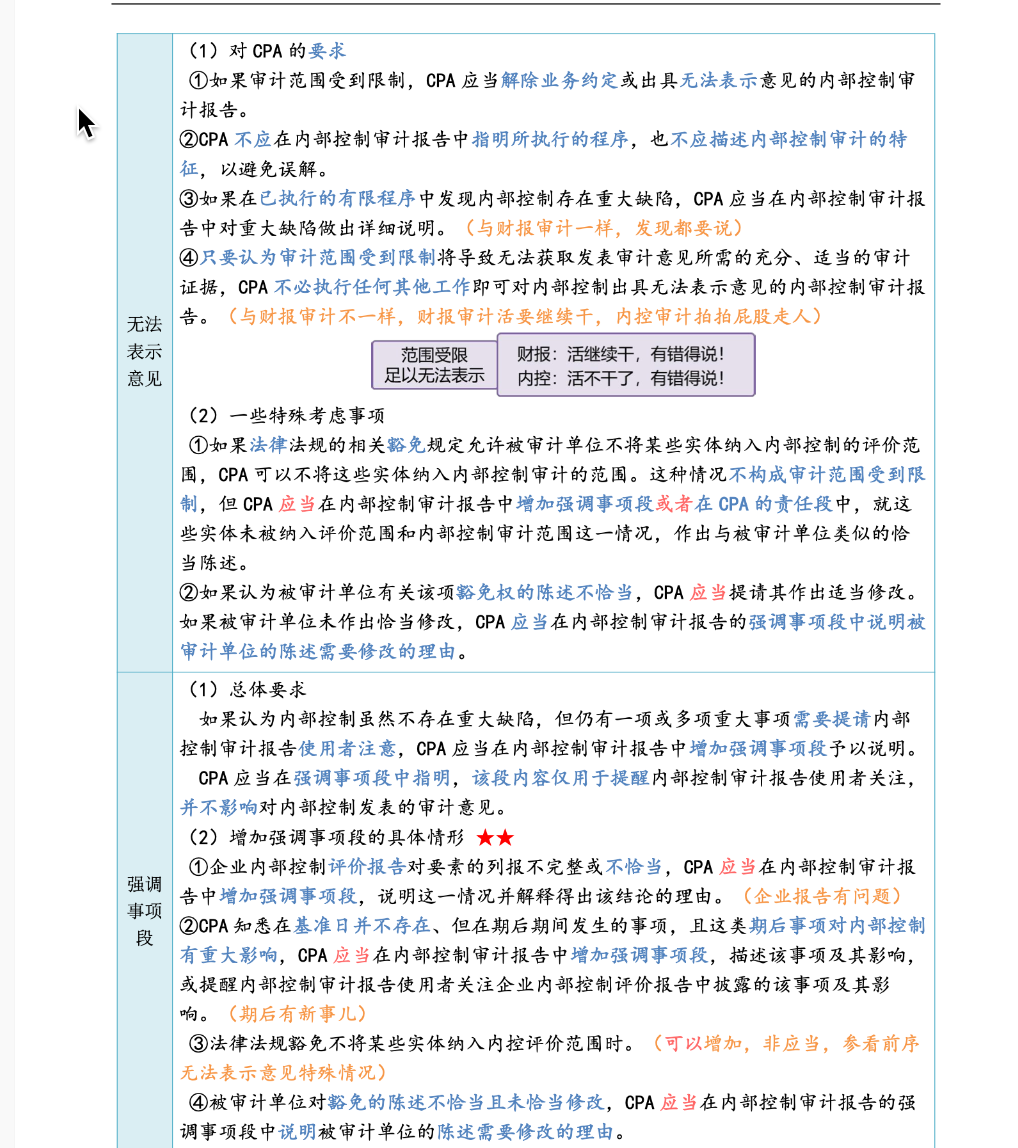 （1）对 CPA 的要求
①如果审计范围受到限制，CPA 应当解除业务约定或出具无法表示意见的内部控制审
计报告。
②CPA 不应在内部控制审计报告中指明所执行的程序，也不应描述内部控制审计的特
征，以避免误解。
③如果在已执行的有限程序中发现内部控制存在重大缺陷，CPA 应当在内部控制审计报
告中对重大缺陷做出详细说明。（与财报审计一样，发现都要说）
④只要认为审计范围受到限制将导致无法获取发表审计意见所需的充分、适当的审计
证据，CPA 不必执行任何其他工作即可对内部控制出具无法表示意见的内部控制审计报
告。（与财报审计不一样，财报审计活要继续干，内控审计拍拍屁股走人）
无法
表示
意见
范围受限
足以无法表示
财报：活继续干，有错得说！
内控：活不干了，有错得说！
（2）一些特殊考虑事项
①如果法律法规的相关豁免规定允许被审计单位不将某些实体纳入内部控制的评价范
围，CPA 可以不将这些实体纳入内部控制审计的范围。这种情况不构成审计范围受到限
制，但 CPA 应当在内部控制审计报告中增加强调事项段或者在 CPA 的责任段中，就这
些实体未被纳入评价范围和内部控制审计范围这一情况，作出与被审计单位类似的恰
当陈述。
②如果认为被审计单位有关该项豁免权的陈述不恰当，CPA 应当提请其作出适当修改。
如果被审计单位未作出恰当修改，CPA 应当在内部控制审计报告的强调事项段中说明被
审计单位的陈述需要修改的理由。
（1）总体要求
如果认为内部控制虽然不存在重大缺陷，但仍有一项或多项重大事项需要提请内部
控制审计报告使用者注意，CPA 应当在内部控制审计报告中增加强调事项段予以说明。
CPA 应当在强调事项段中指明，该段内容仅用于提醒内部控制审计报告使用者关注，
并不影响对内部控制发表的审计意见。
（2）增加强调事项段的具体情形 ★★
①企业内部控制评价报告对要素的列报不完整或不恰当，CPA 应当在内部控制审计报
告中增加强调事项段，说明这一情况并解释得出该结论的理由。（企业报告有问题）
强调
事项
段
②CPA 知悉在基准日并不存在、但在期后期间发生的事项，且这类期后事项对内部控制
有重大影响，CPA 应当在内部控制审计报告中增加强调事项段，描述该事项及其影响，
或提醒内部控制审计报告使用者关注企业内部控制评价报告中披露的该事项及其影
响。（期后有新事儿）
③法律法规豁免不将某些实体纳入内控评价范围时。（可以增加，非应当，参看前序
无法表示意见特殊情况）
④被审计单位对豁免的陈述不恰当且未恰当修改，CPA 应当在内部控制审计报告的强
调事项段中说明被审计单位的陈述需要修改的理由。